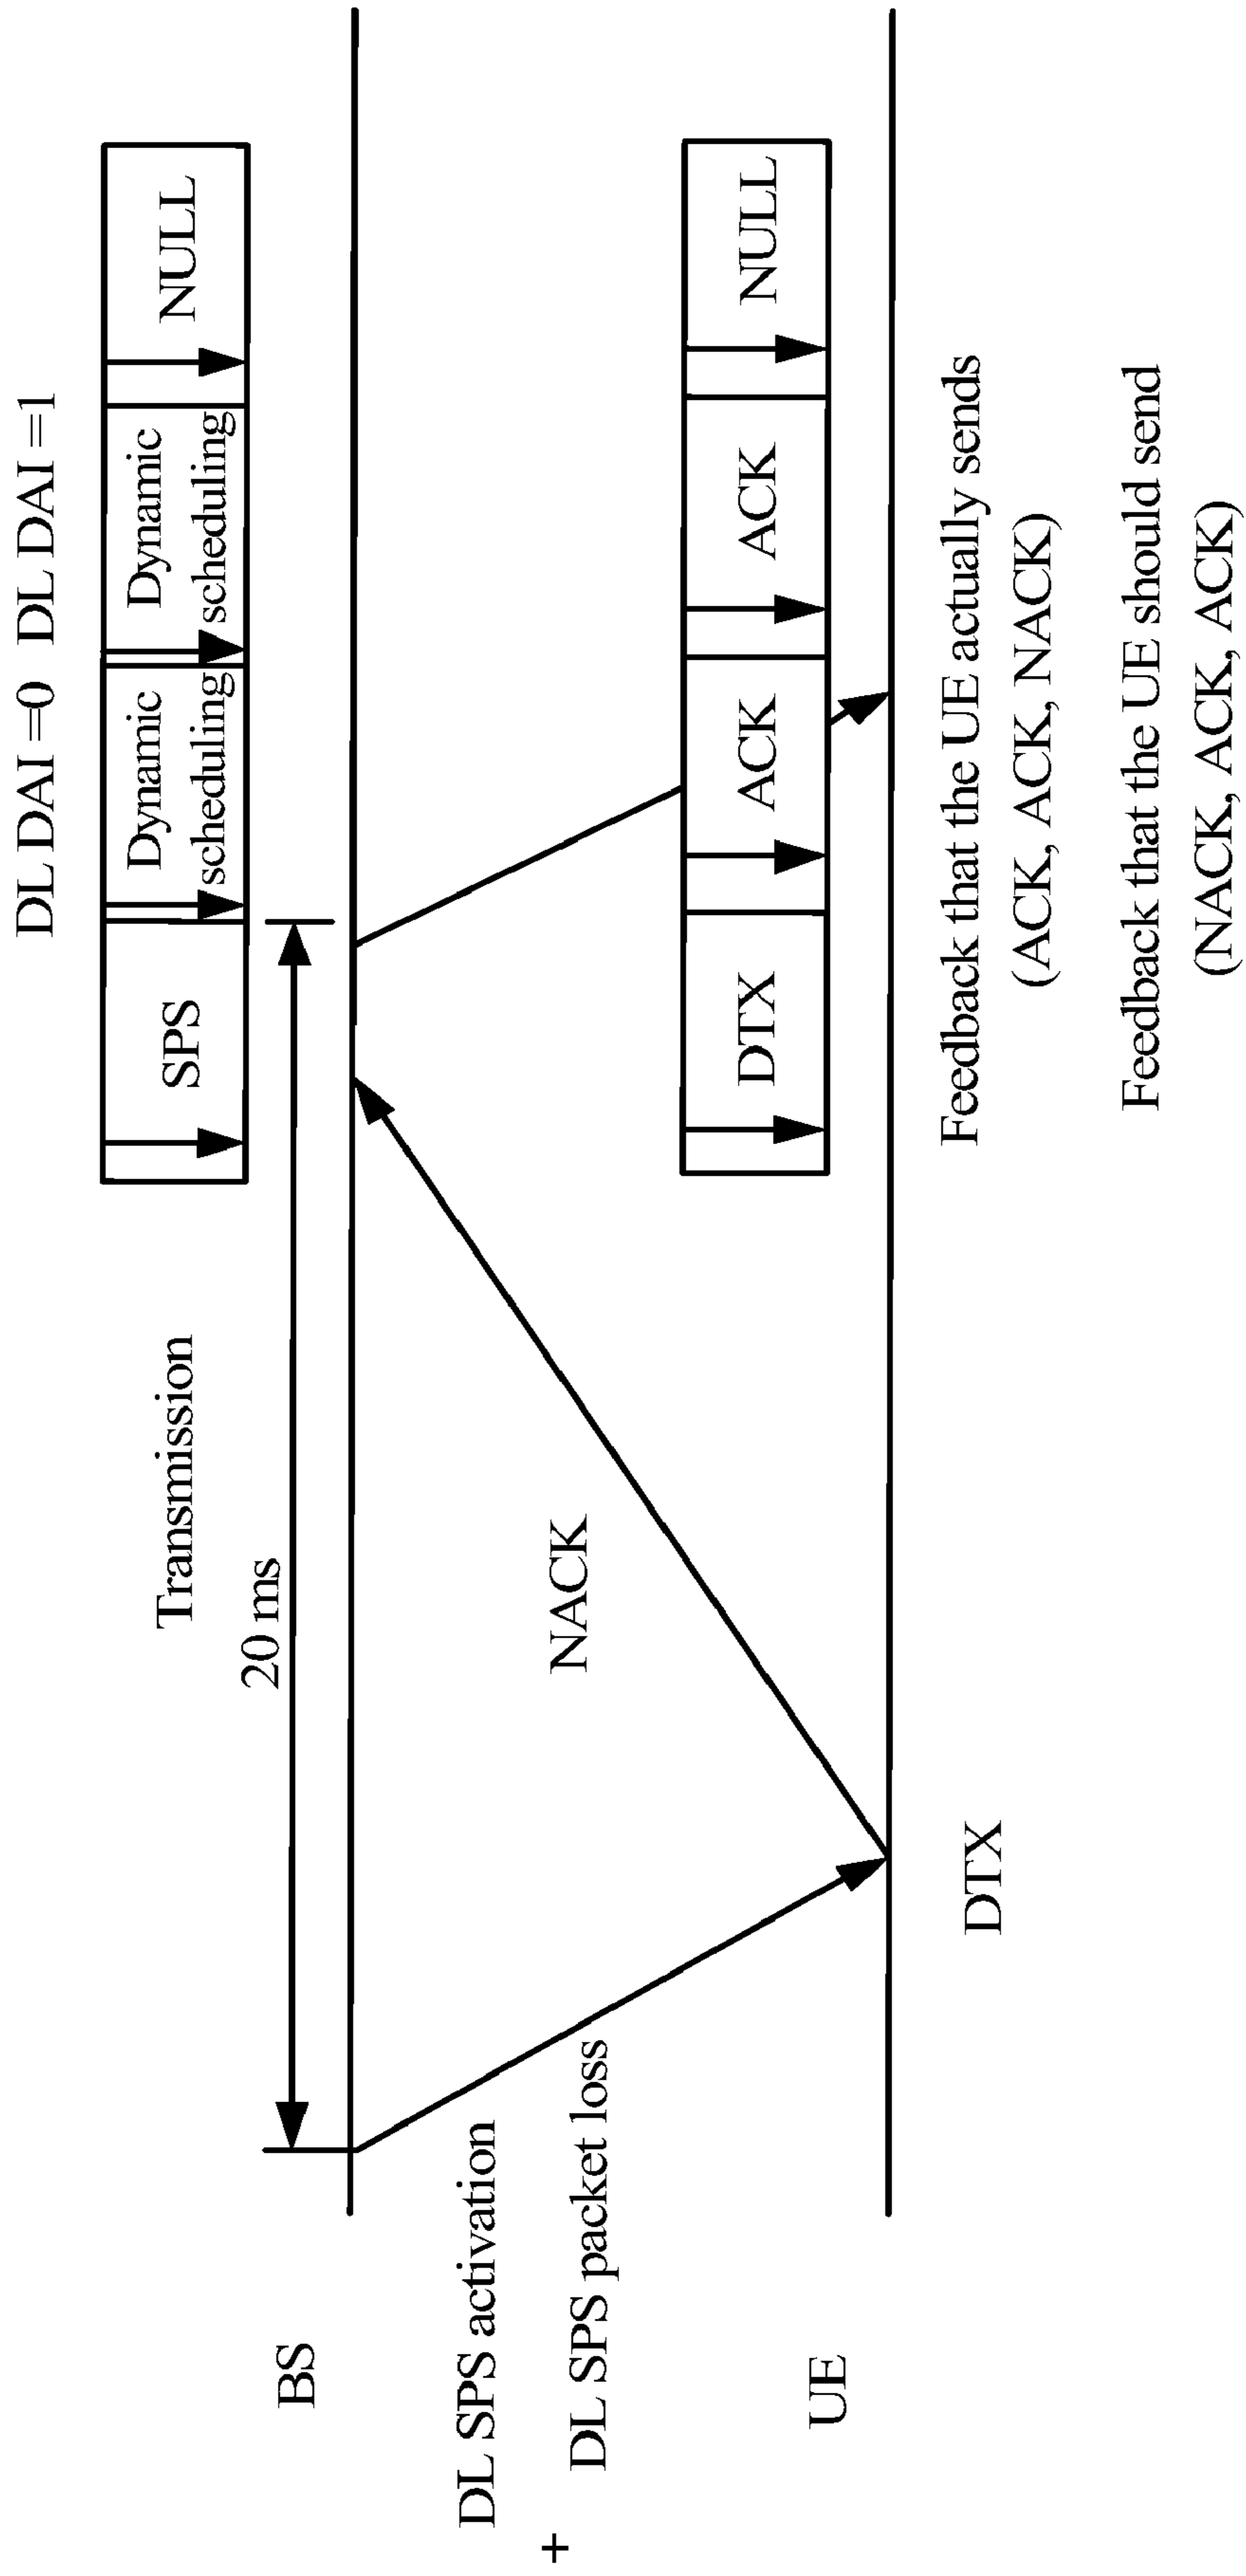 DL DAI =0 DL DAI =1
SPS
Dynamic
scheduling
Dynamic
scheduling
NULL
Transmission
20 ms
BS
DL SPS activation
+
DL SPS packet loss
NACK
DTX
ACK
ACK
NULL
UE
DTX
Feedback that the UE actually sends
(ACK, ACK, NACK)
Feedback that the UE should send
(NACK, ACK, ACK)